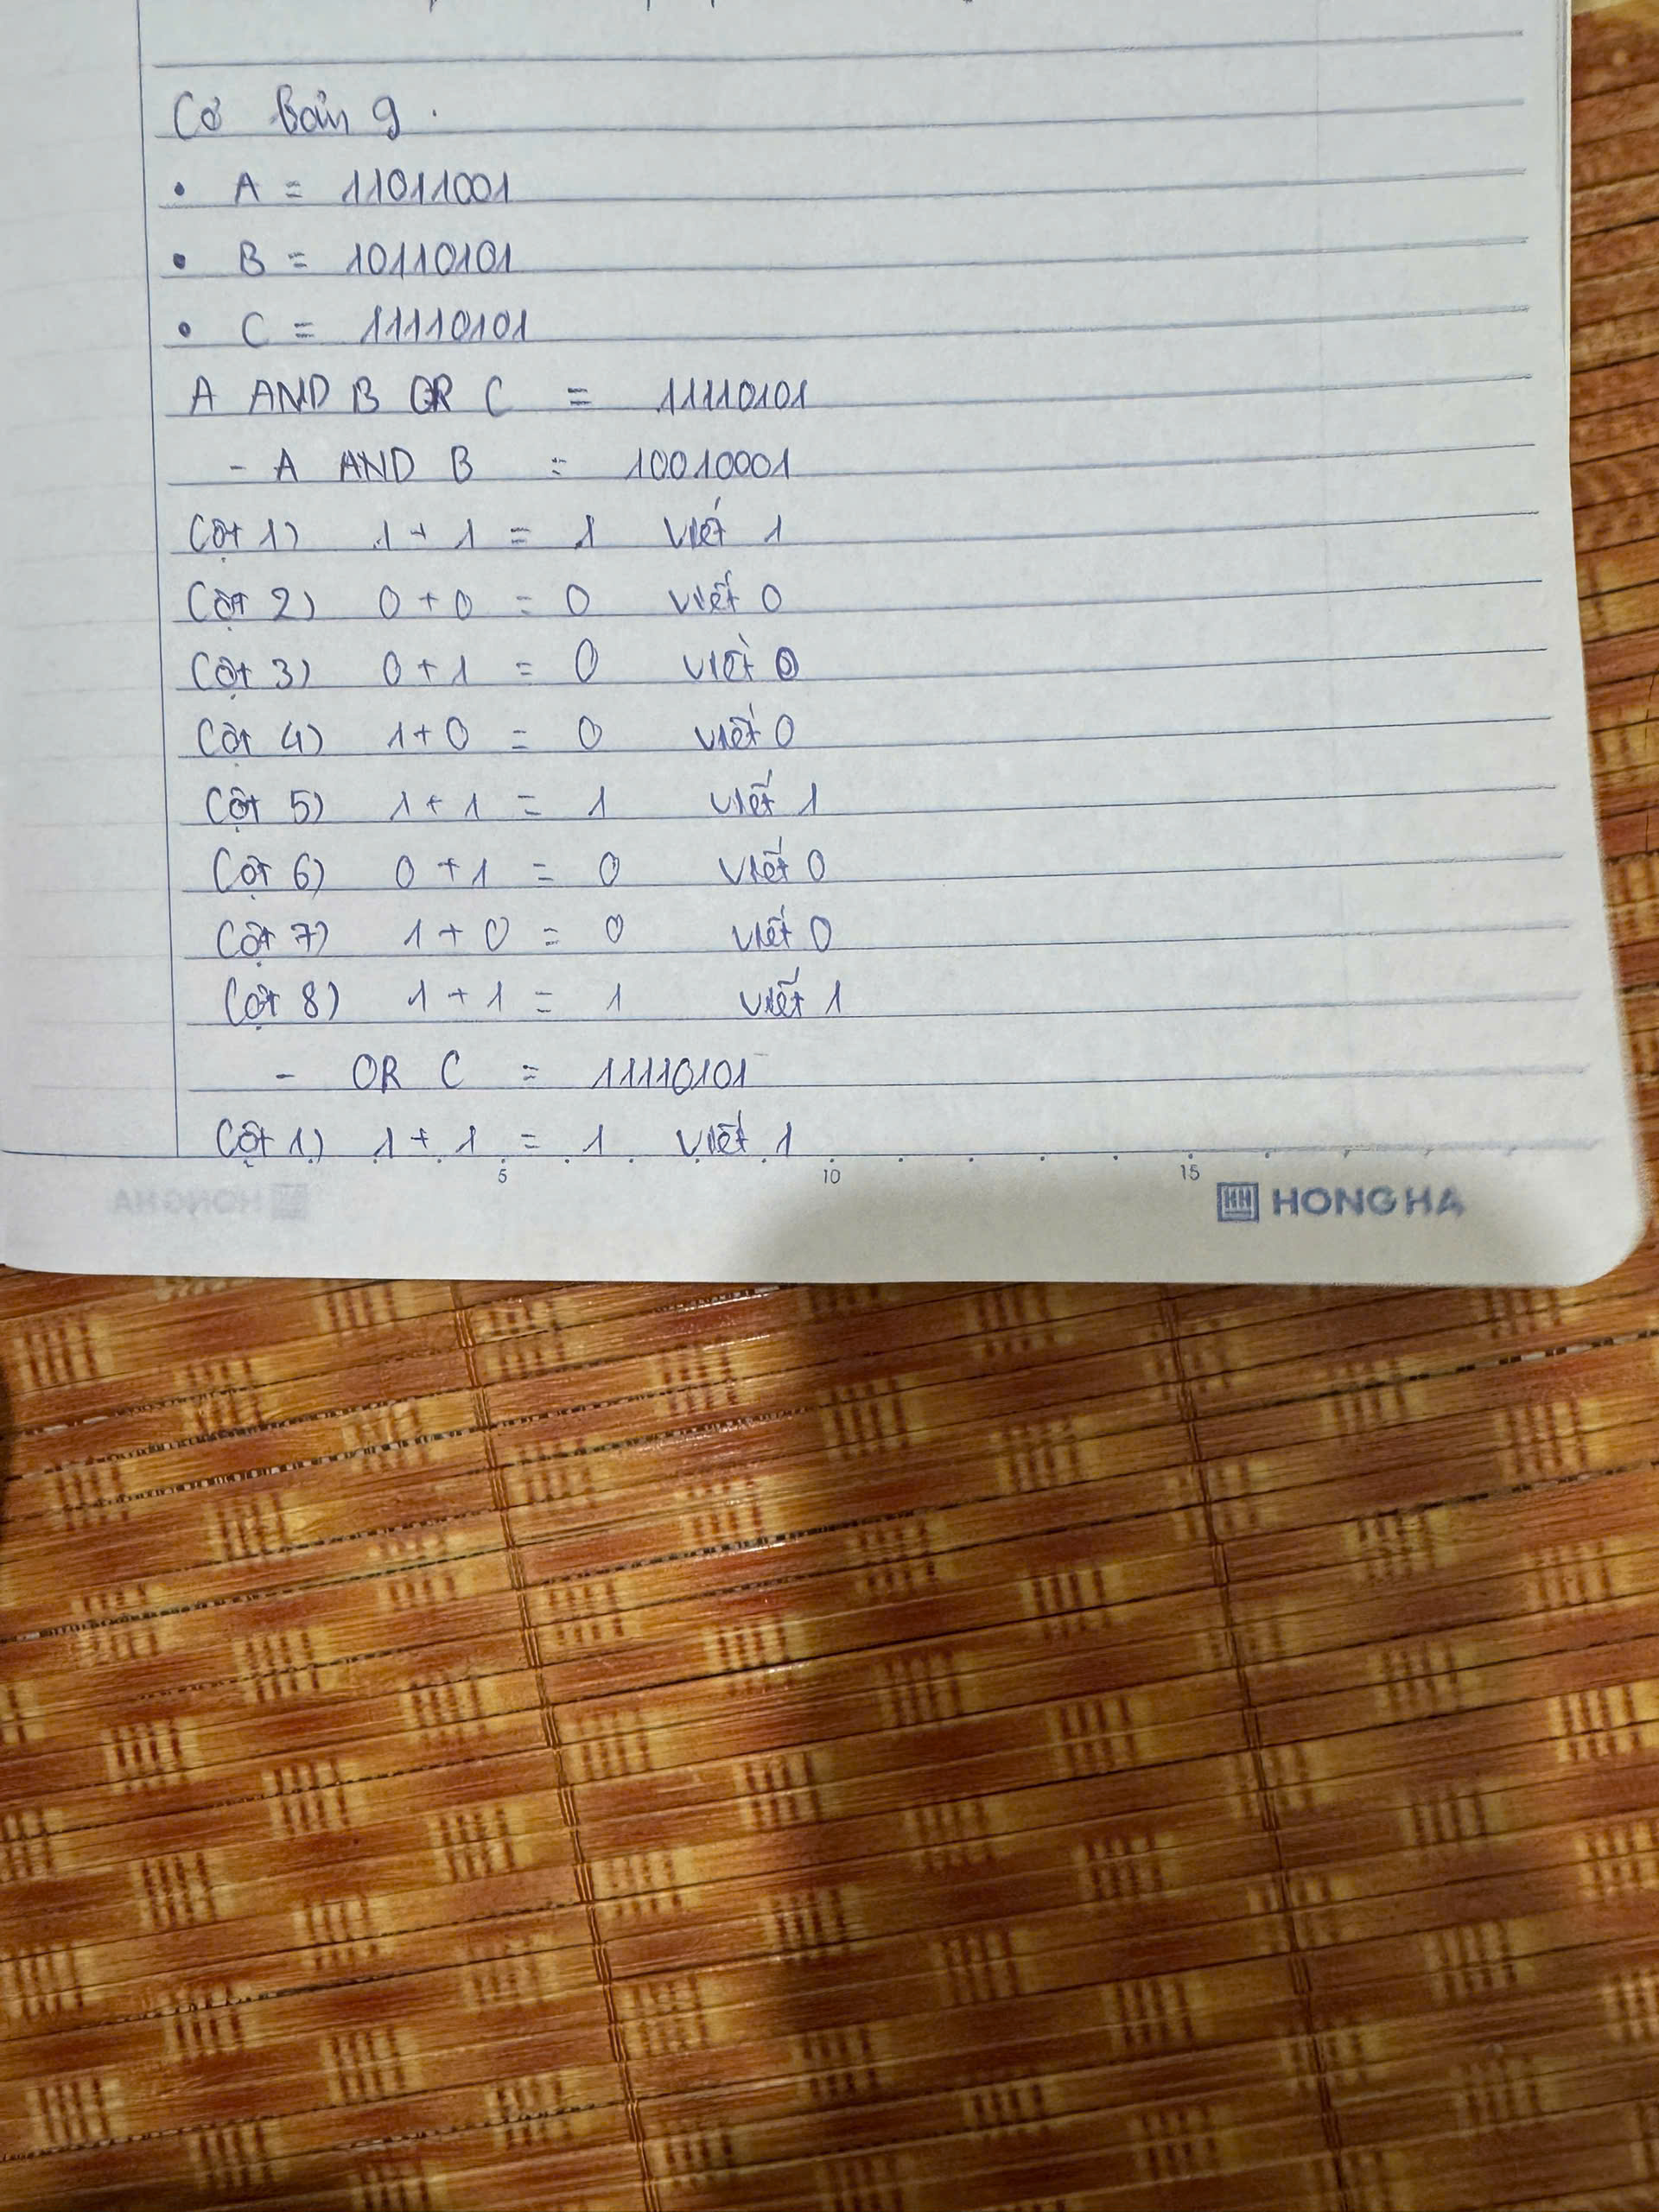 Cơ bản 9.
• A = 11011001
• B = 10110101
• C = 11110101
A AND B OR C = 11110101
- A AND B = 10010001
Cột 1) 1 + 1 = 1 viết 1
Cột 2) 0 + 0 = 0 viết 0
Cột 3) 0 + 1 = 0 viết 0
Cột 4) 1 + 0 = 0 viết 0
Cột 5) 1 + 1 = 1 viết 1
Cột 6) 0 + 1 = 0 viết 0
Cột 7) 1 + 0 = 0 viết 0
Cột 8) 1 + 1 = 1 viết 1
- OR C = 11110101
Cột 1) 1 + 1 = 1 viết 1
5 10 15
HH HONG HA